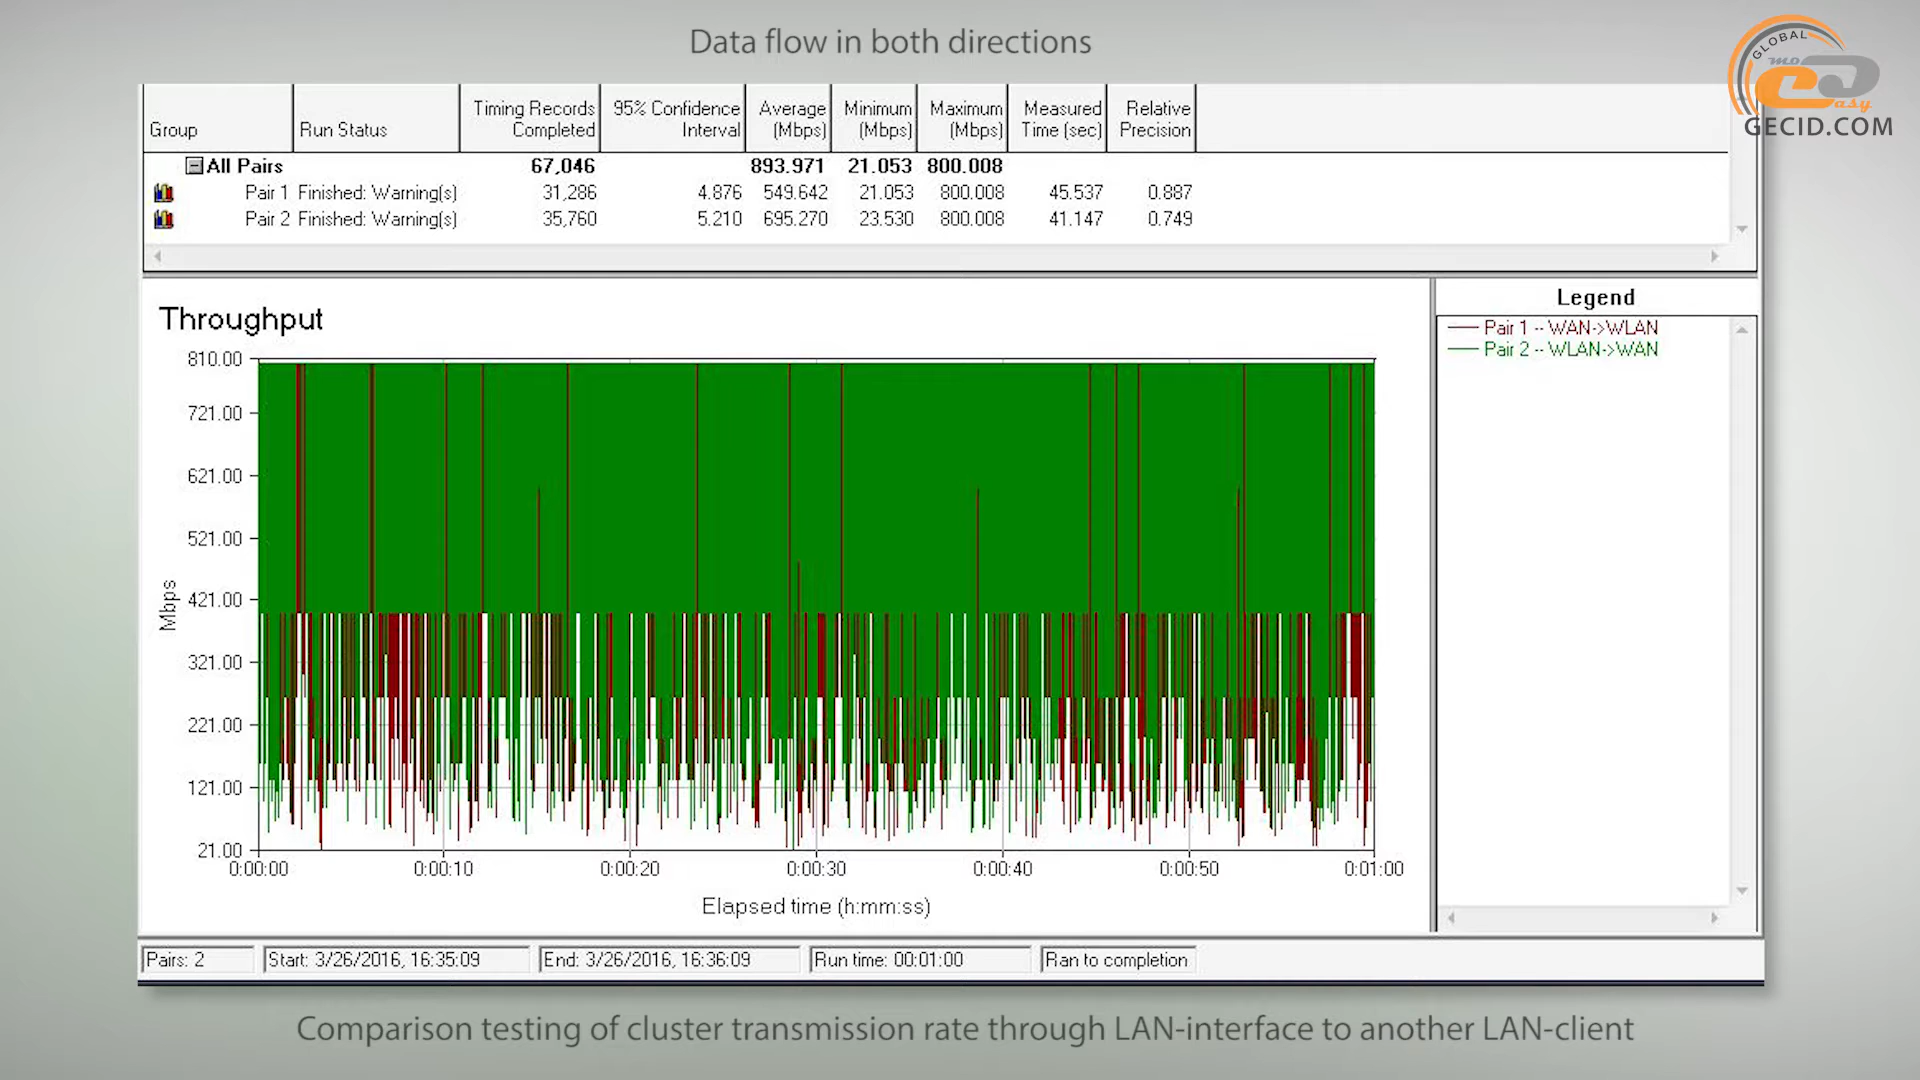 Data flow in both directions
GLOBAL
mo
easy
GECID.COM
Group Run Status Timing Records Completed 95% Confidence Interval Average (Mbps) Minimum (Mbps) Maximum (Mbps) Measured Time (sec) Relative Precision
All Pairs 67,046 893.971 21.053 800.008
Pair 1 Finished: Warning(s) 31,286 4.876 549.642 21.053 800.008 45.537 0.887
Pair 2 Finished: Warning(s) 35,760 5.210 695.270 23.530 800.008 41.147 0.749
Throughput
Legend
Pair 1 -- WAN->WLAN
Pair 2 -- WLAN->WAN
810.00
721.00
621.00
521.00
421.00
321.00
221.00
121.00
21.00
Mbps
0:00:00 0:00:10 0:00:20 0:00:30 0:00:40 0:00:50 0:01:00
Elapsed time (h:mm:ss)
Pairs: 2 Start: 3/26/2016, 16:35:09 End: 3/26/2016, 16:36:09 Run time: 00:01:00 Ran to completion
Comparison testing of cluster transmission rate through LAN-interface to another LAN-client